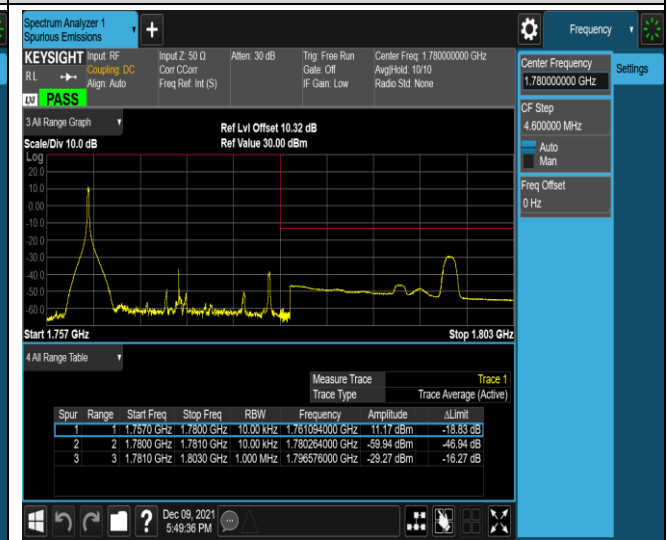 Spectrum Analyzer 1
Spurious Emissions
+
Frequency
KEYSIGHT Input: RF Input Z: 50 Ω Atten: 30 dB Trig: Free Run Center Freq: 1.780000000 GHz
RL Coupling: DC Corr CCorr Gate: Off Avg|Hold: 10/10
Align: Auto Freq Ref: Int (S) IF Gain: Low Radio Std: None
LXI PASS
3 All Range Graph
Ref Lvl Offset 10.32 dB
Scale/Div 10.0 dB Ref Value 30.00 dBm
Log
20.0
10.0
0.00
-10.0
-20.0
-30.0
-40.0
-50.0
-60.0
Start 1.757 GHz Stop 1.803 GHz
4 All Range Table
Measure Trace Trace 1
Trace Type Trace Average (Active)
Spur Range Start Freq Stop Freq RBW Frequency Amplitude ΔLimit
1 1 1.7570 GHz 1.7800 GHz 10.00 kHz 1.761094000 GHz 11.17 dBm -18.83 dB
2 2 1.7800 GHz 1.7810 GHz 10.00 kHz 1.780264000 GHz -59.94 dBm -46.94 dB
3 3 1.7810 GHz 1.8030 GHz 1.000 MHz 1.796576000 GHz -29.27 dBm -16.27 dB
?
Dec 09, 2021
5:49:36 PM
Center Frequency
1.780000000 GHz
Settings
CF Step
4.600000 MHz
Auto
Man
Freq Offset
0 Hz